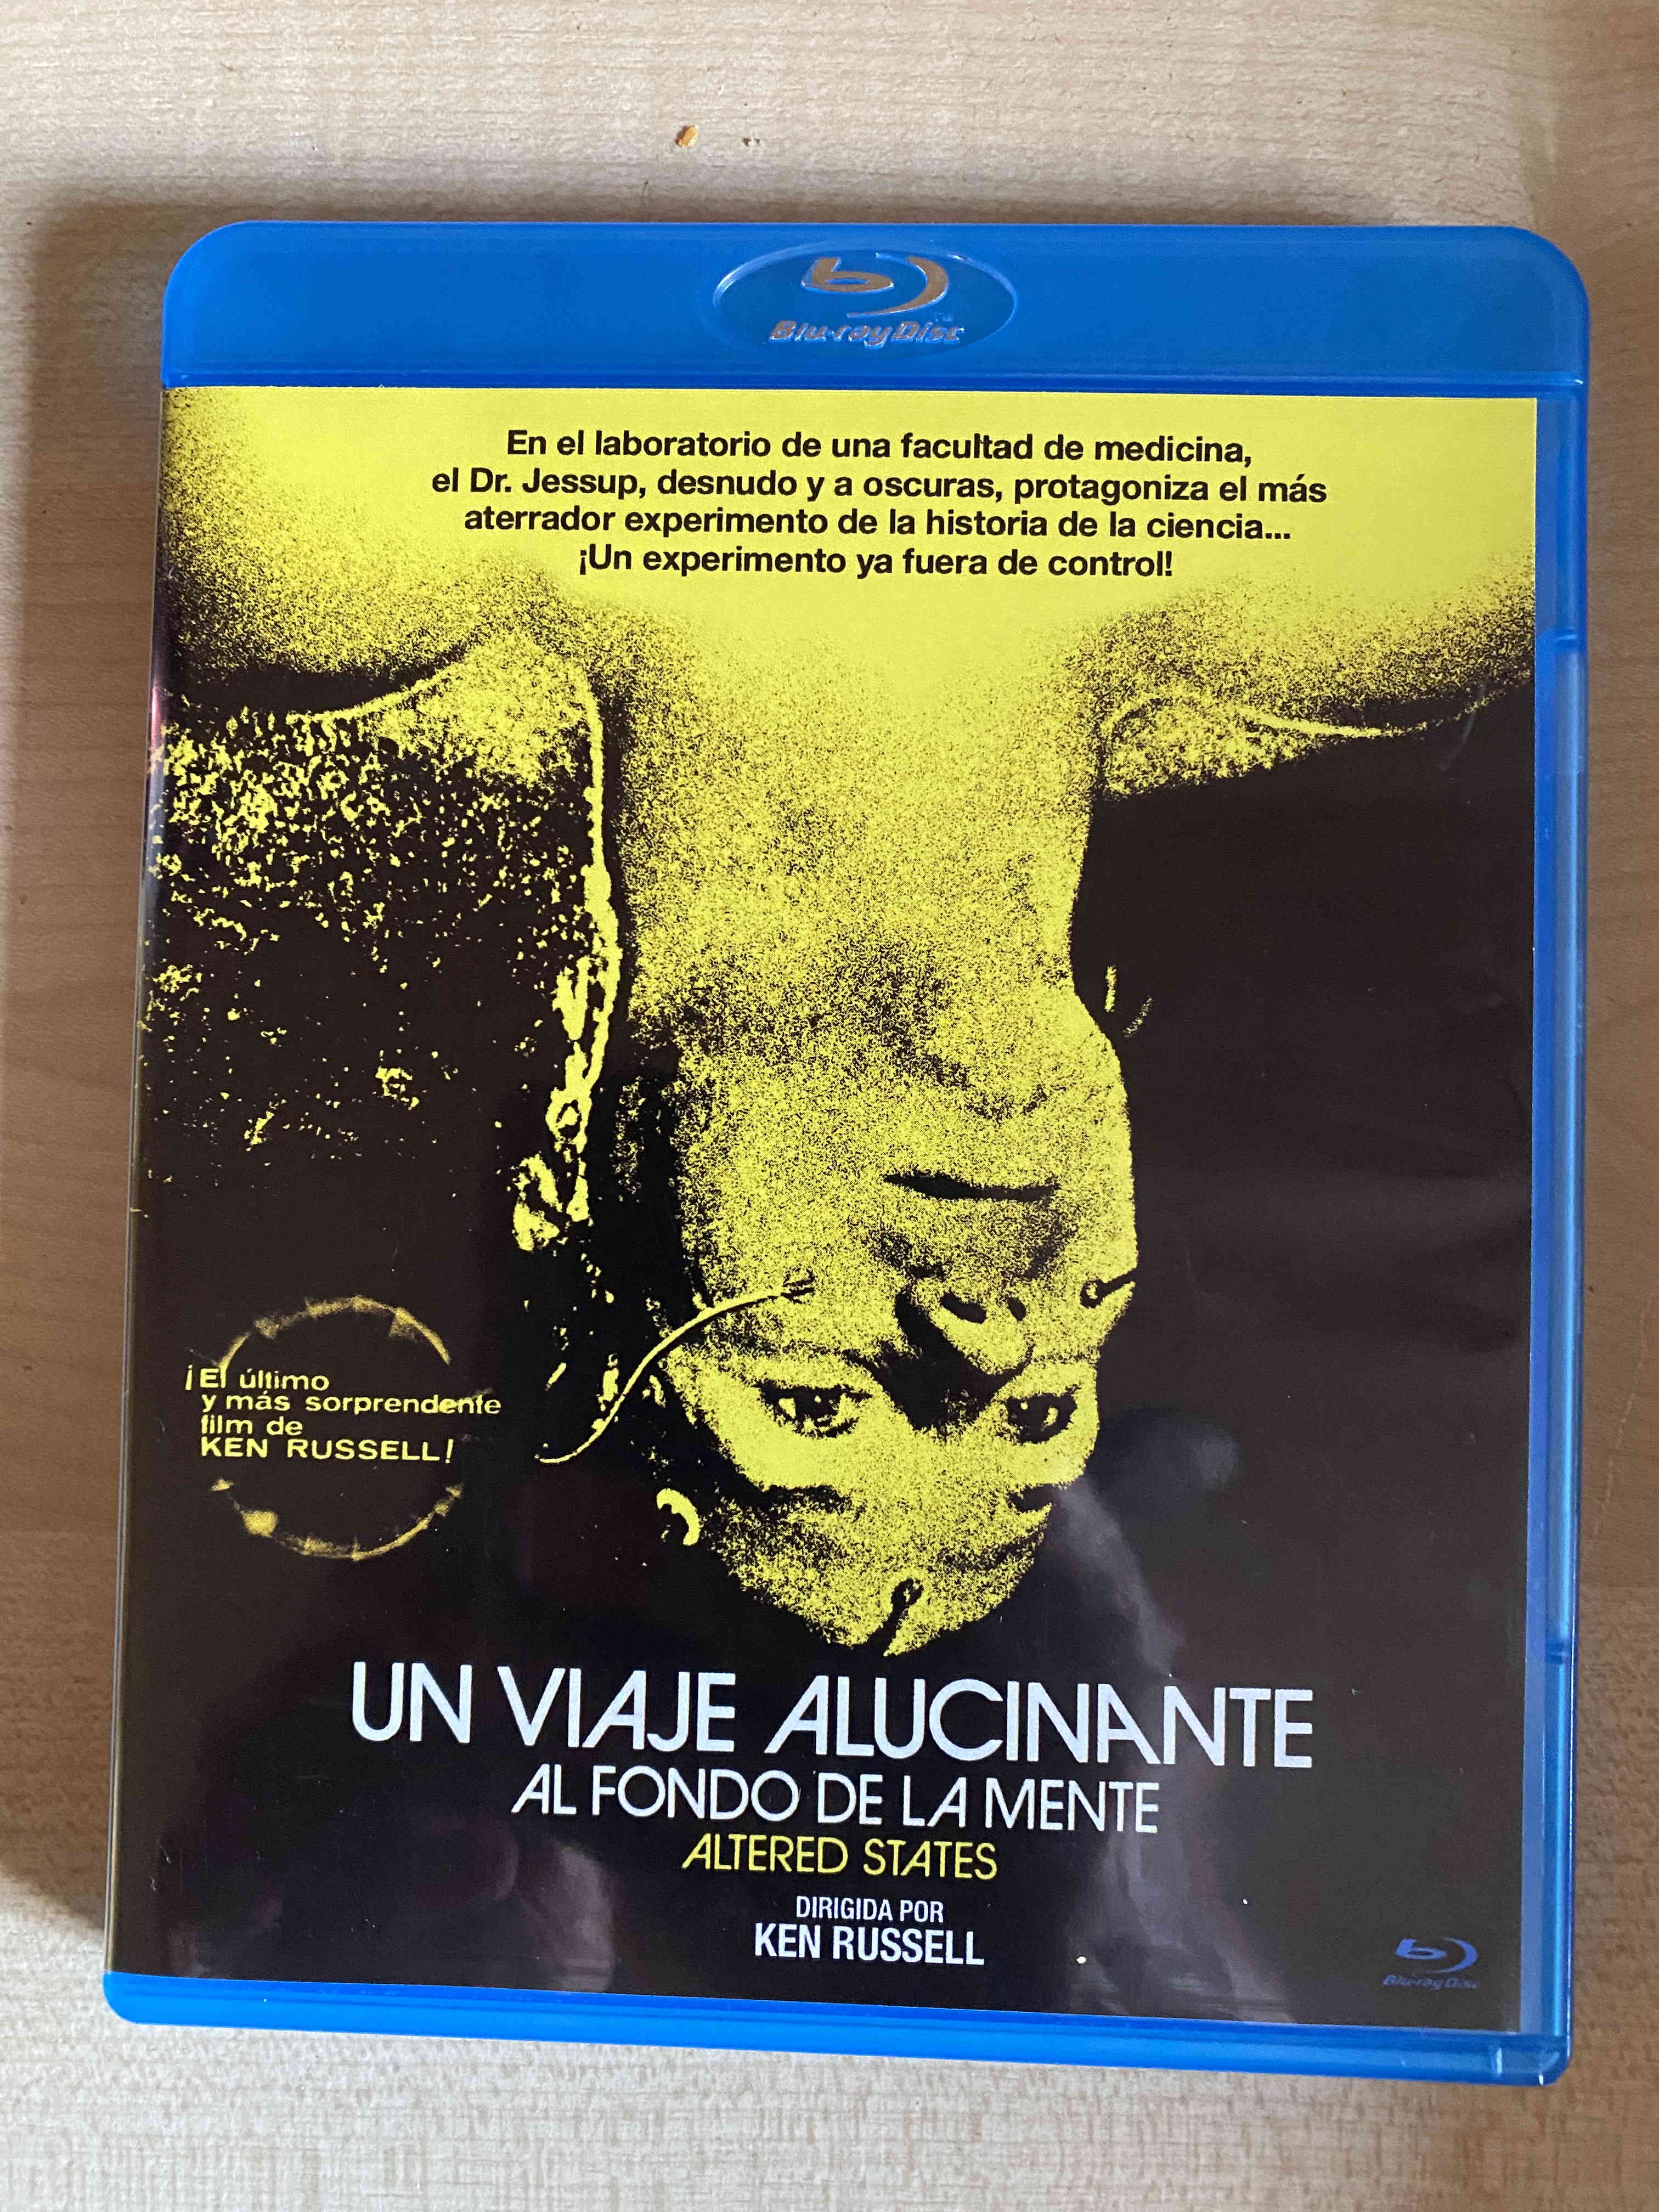 Blu-ray Disc
En el laboratorio de una facultad de medicina,
el Dr. Jessup, desnudo y a oscuras, protagoniza el más
aterrador experimento de la historia de la ciencia...
¡Un experimento ya fuera de control!
¡El último
y más sorprendente
film de
KEN RUSSELL!
UN VIAJE ALUCINANTE
AL FONDO DE LA MENTE
ALTERED STATES
DIRIGIDA POR
KEN RUSSELL
Blu-ray Disc